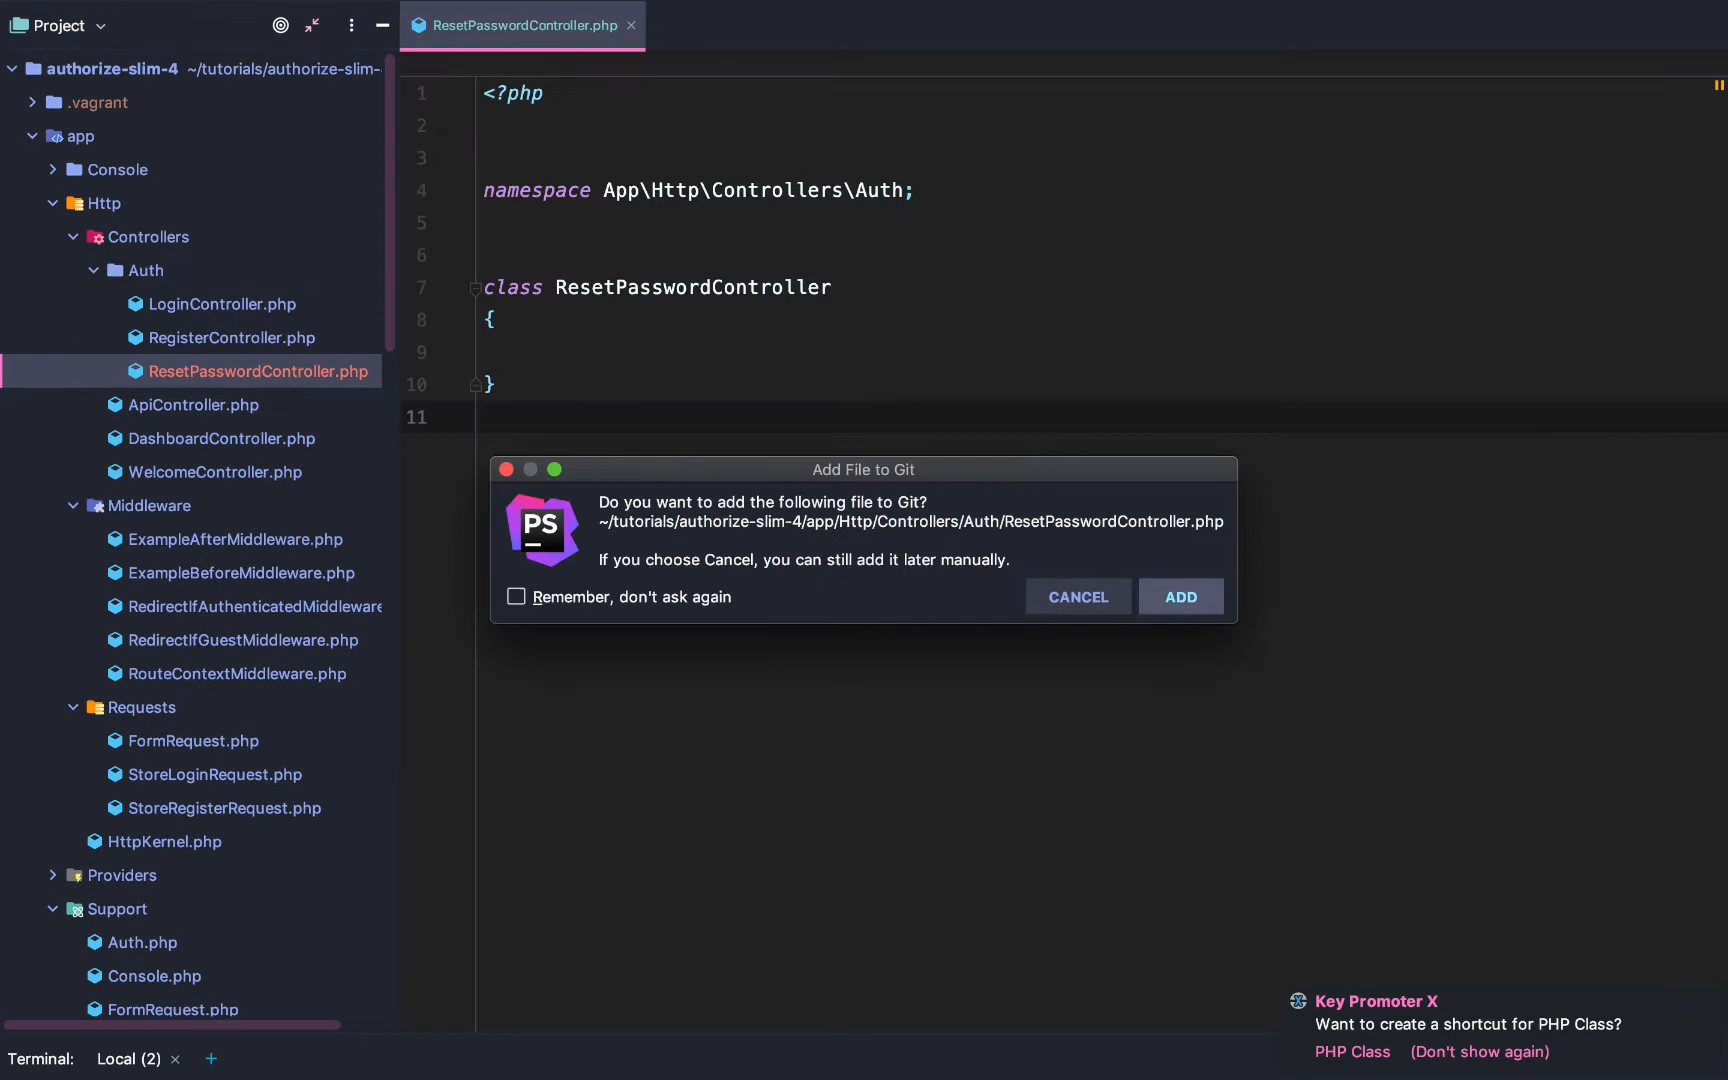 Project
ResetPasswordController.php
authorize-slim-4 ~/tutorials/authorize-slim-
.vagrant
app
Console
Http
Controllers
Auth
LoginController.php
RegisterController.php
ResetPasswordController.php
ApiController.php
DashboardController.php
WelcomeController.php
Middleware
ExampleAfterMiddleware.php
ExampleBeforeMiddleware.php
RedirectIfAuthenticatedMiddleware
RedirectIfGuestMiddleware.php
RouteContextMiddleware.php
Requests
FormRequest.php
StoreLoginRequest.php
StoreRegisterRequest.php
HttpKernel.php
Providers
Support
Auth.php
Console.php
FormRequest.php
1 <?php
2
3
4 namespace App\Http\Controllers\Auth;
5
6
7 class ResetPasswordController
8 {
9
10 }
11
Add File to Git
PS
Do you want to add the following file to Git?
~/tutorials/authorize-slim-4/app/Http/Controllers/Auth/ResetPasswordController.php
If you choose Cancel, you can still add it later manually.
Remember, don't ask again
CANCEL
ADD
Key Promoter X
Want to create a shortcut for PHP Class?
PHP Class (Don't show again)
Terminal: Local (2) × +